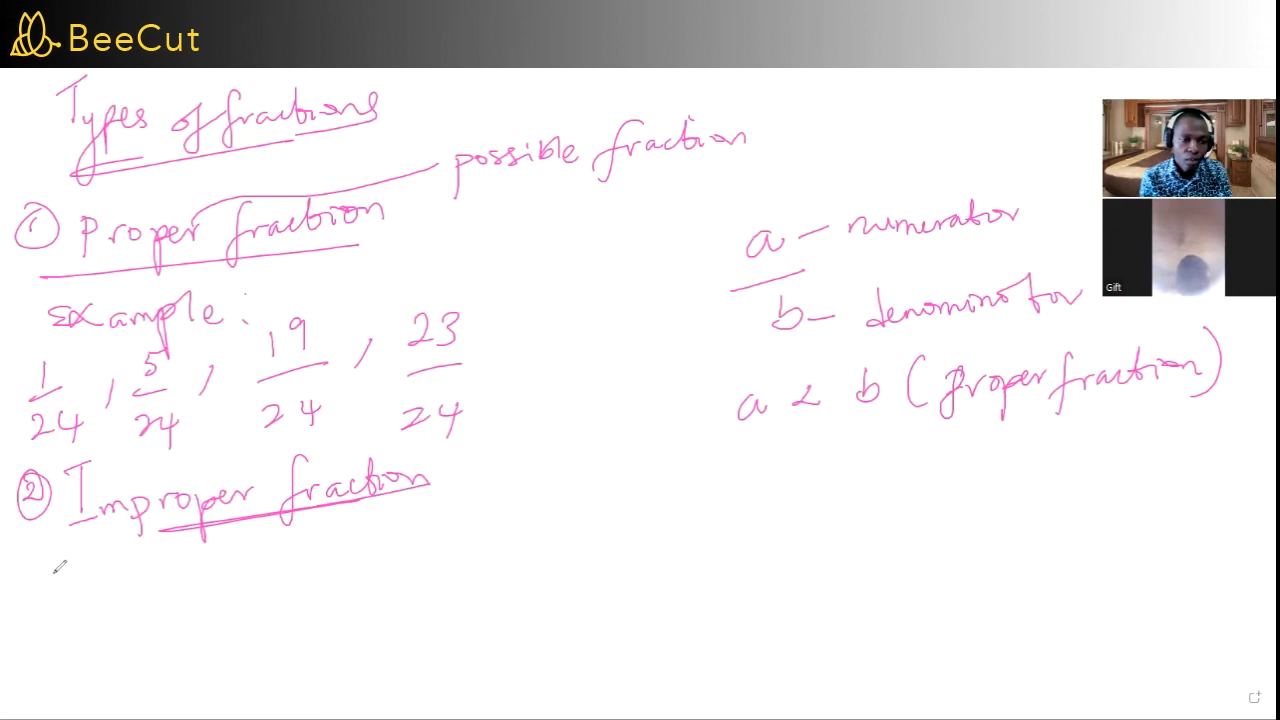 BeeCut
Types of fractions
possible fraction
① Proper fraction
Example:
1/24, 5/24, 19/24, 23/24
② Improper fraction
a – numerator
b – denominator
a < b (Proper fraction)
Gift